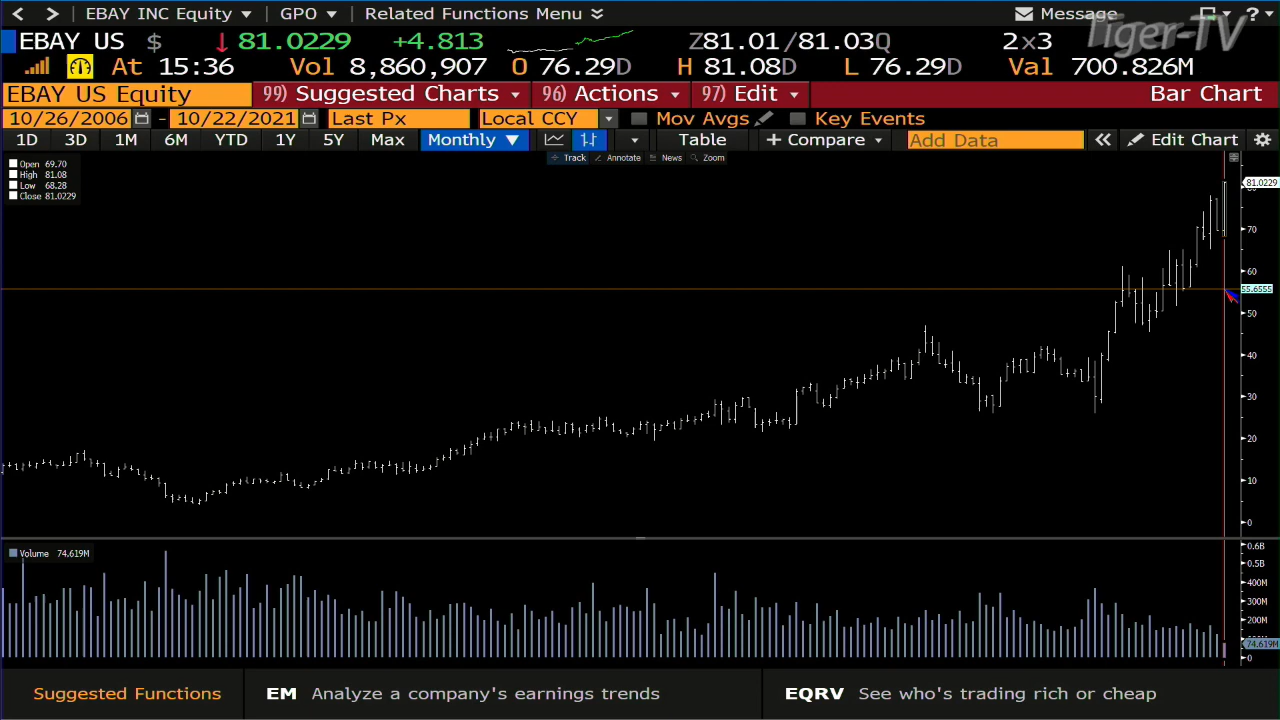 EBAY INC Equity GPO Related Functions Menu Message ?
EBAY US $ ↓81.0229 +4.813 Z81.01/81.03Q 2x3
Tiger-TV
At 15:36 Vol 8,860,907 O 76.29D H 81.08D L 76.29D Val 700.826M
EBAY US Equity 99) Suggested Charts 96) Actions 97) Edit Bar Chart
10/26/2006 - 10/22/2021 Last Px Local CCY Mov Avgs Key Events
1D 3D 1M 6M YTD 1Y 5Y Max Monthly ▼ Table + Compare Add Data « Edit Chart
Track Annotate News Zoom
Open 69.70
High 81.08
Low 68.28
Close 81.0229
81.0229
70
60
55.6555
50
40
30
20
10
0
Volume 74.619M
0.6B
0.5B
400M
300M
200M
74.619M
0
Suggested Functions EM Analyze a company's earnings trends EQRV See who's trading rich or cheap